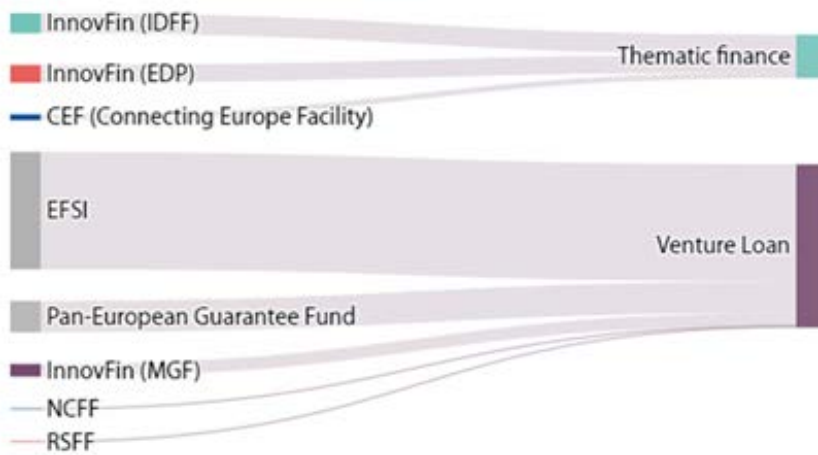 InnovFin (IDFF)
Thematic finance
InnovFin (EDP)
CEF (Connecting Europe Facility)
EFSI
Venture Loan
Pan-European Guarantee Fund
InnovFin (MGF)
NCFF
RSFF